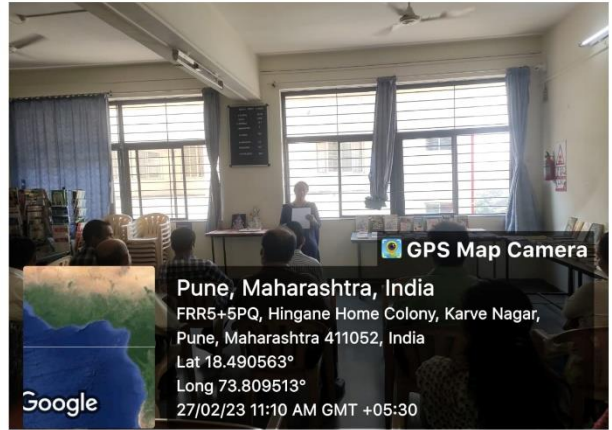 GPS Map Camera
Pune, Maharashtra, India
FRR5+5PQ, Hingane Home Colony, Karve Nagar,
Pune, Maharashtra 411052, India
Lat 18.490563°
Long 73.809513°
27/02/23 11:10 AM GMT +05:30
Google